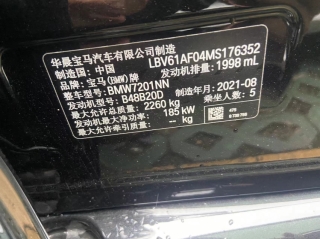 华晨宝马汽车有限公司制造
制造国：中国 LBV61AF04MS176352
品牌：宝马(BMW)牌 发动机排量：1998 mL
整车型号：BMW7201NN
发动机型号：B48B20D 制造年月：2021-08
最大允许总质量：2260 kg 乘坐人数：5
发动机最大净功率：185 kW
最大允许牵引质量：-- kg